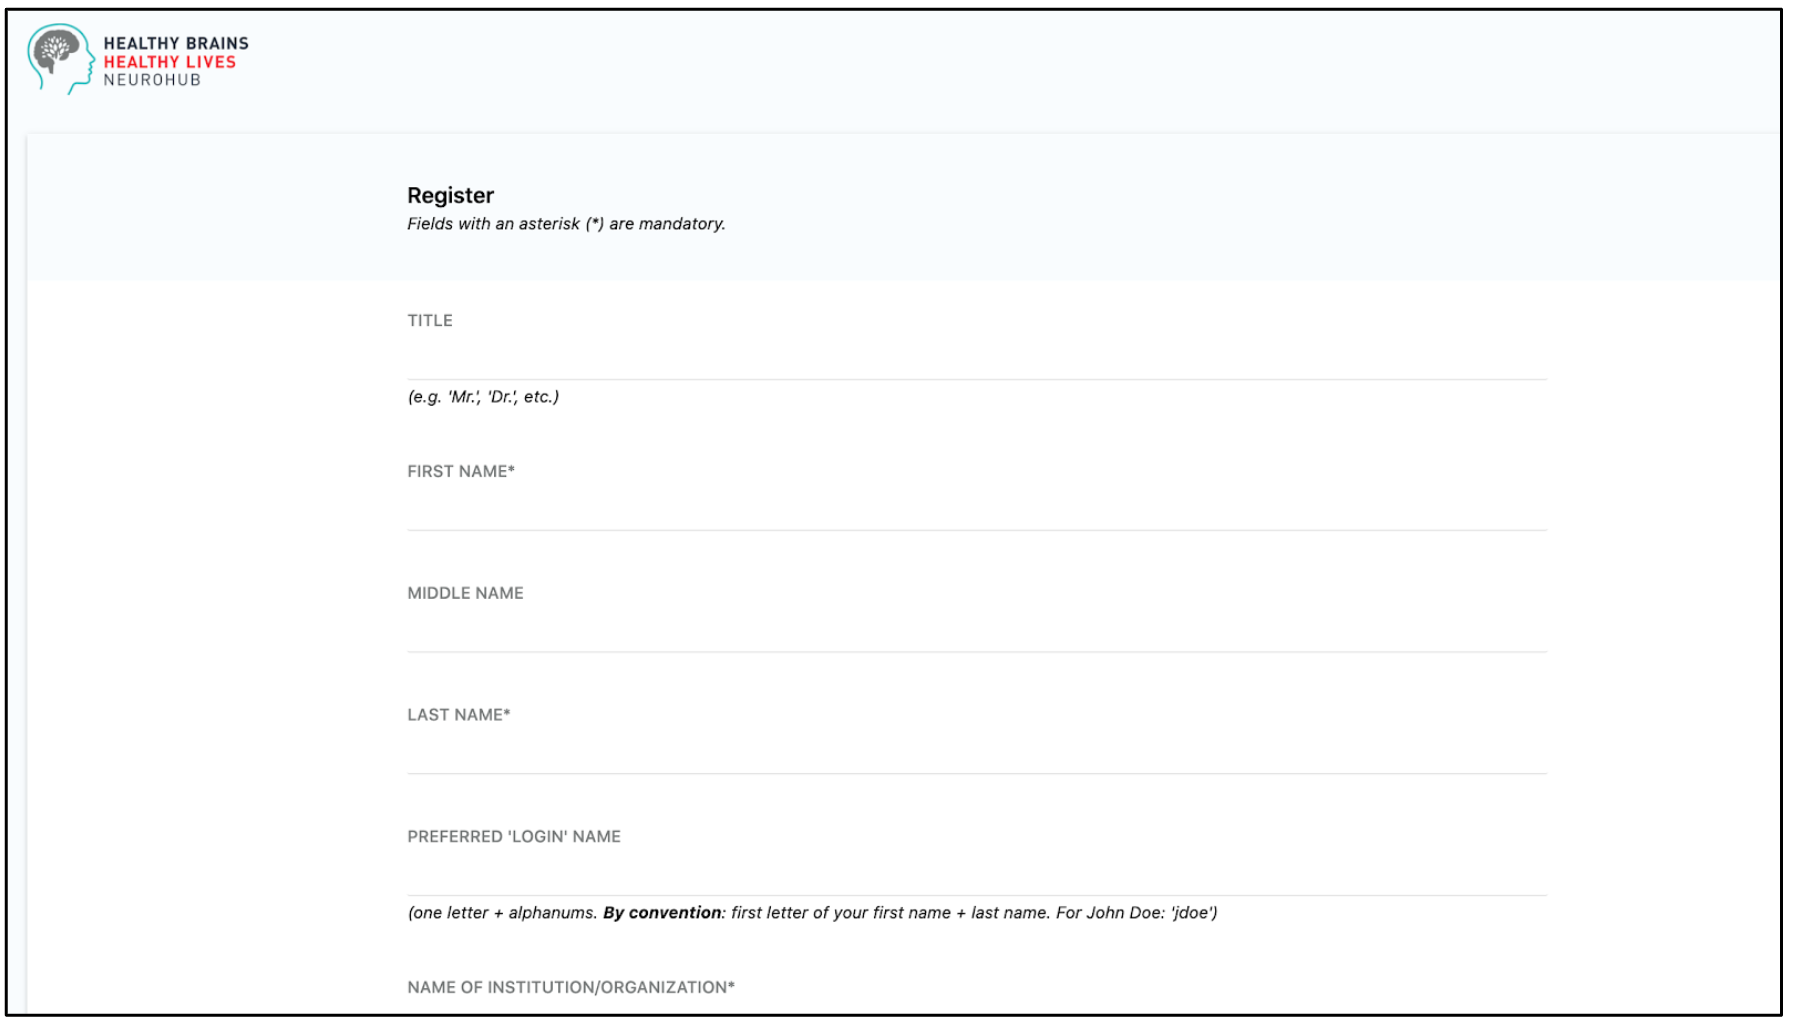 HEALTHY BRAINS
HEALTHY LIVES
NEUROHUB
Register
Fields with an asterisk (*) are mandatory.
TITLE
(e.g. 'Mr.', 'Dr.', etc.)
FIRST NAME*
MIDDLE NAME
LAST NAME*
PREFERRED 'LOGIN' NAME
(one letter + alphanums. By convention: first letter of your first name + last name. For John Doe: 'jdoe')
NAME OF INSTITUTION/ORGANIZATION*